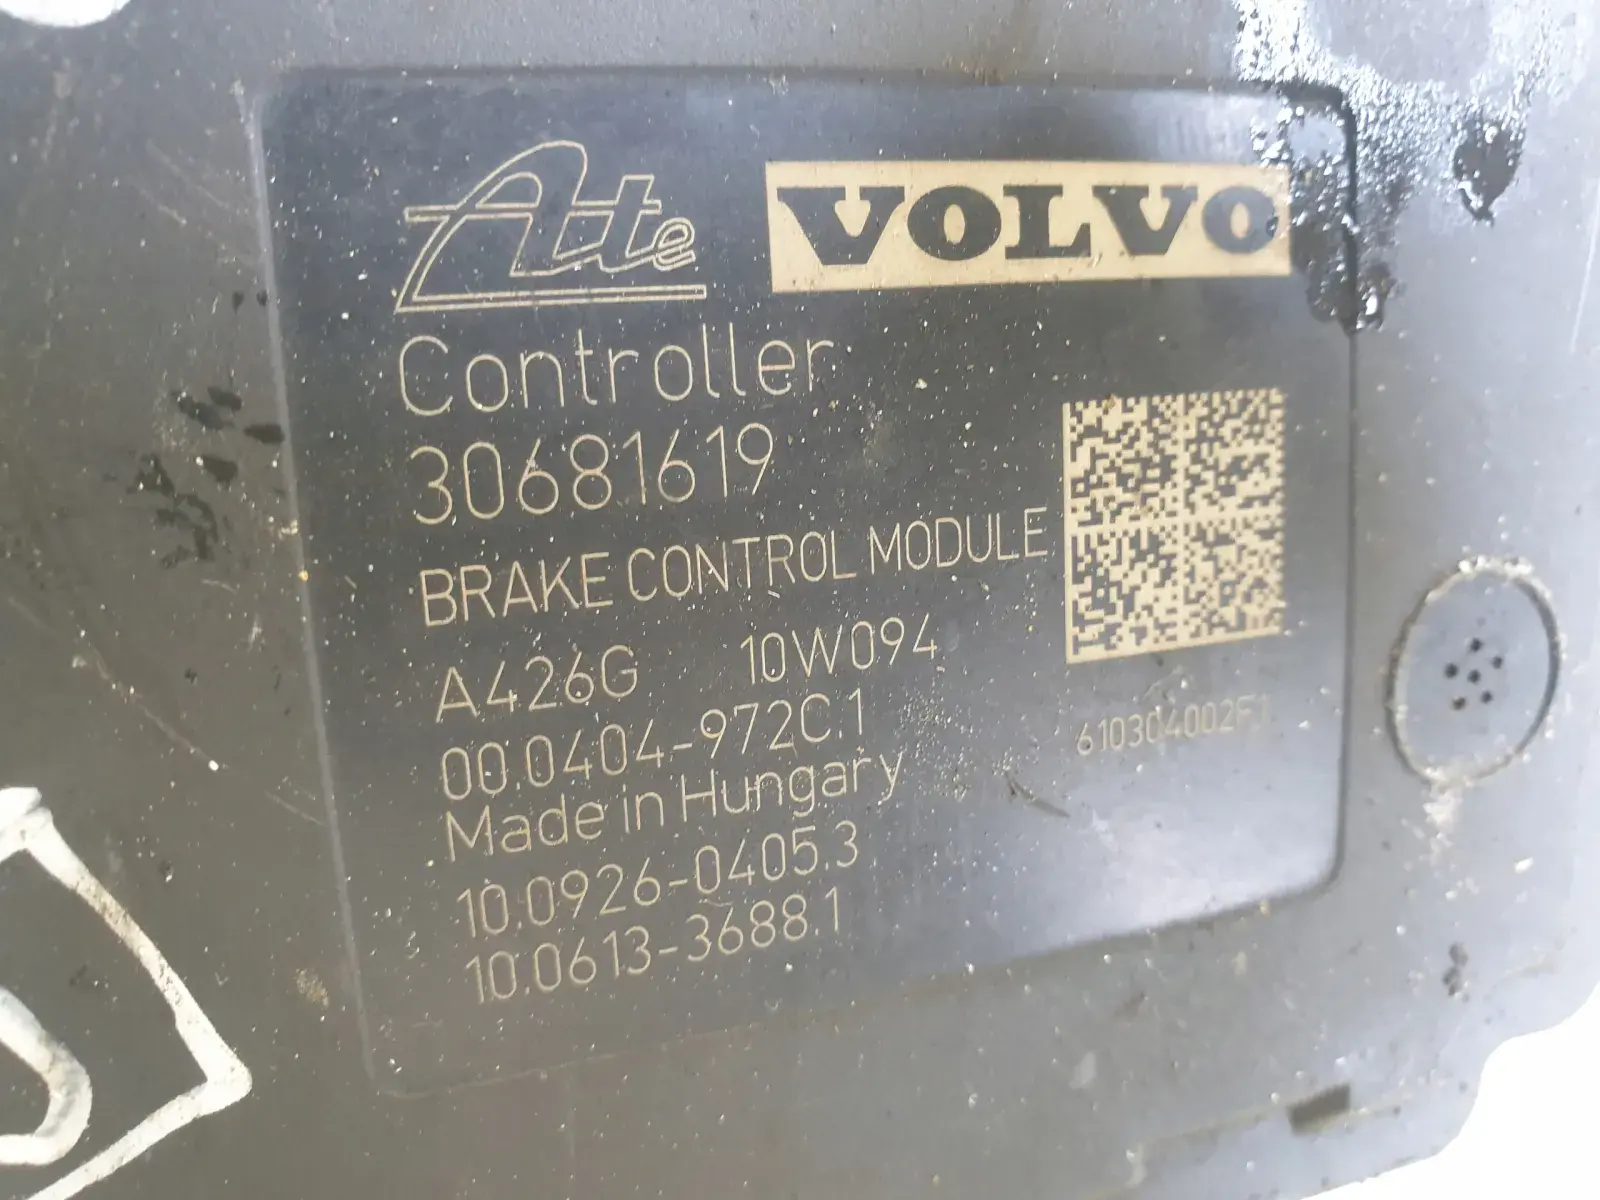 Ate VOLVO
Controller
30681619
BRAKE CONTROL MODULE
A426G 10W094
00.0404-972C.1
610304002F1
Made in Hungary
10.0926-0405.3
10.0613-3688.1